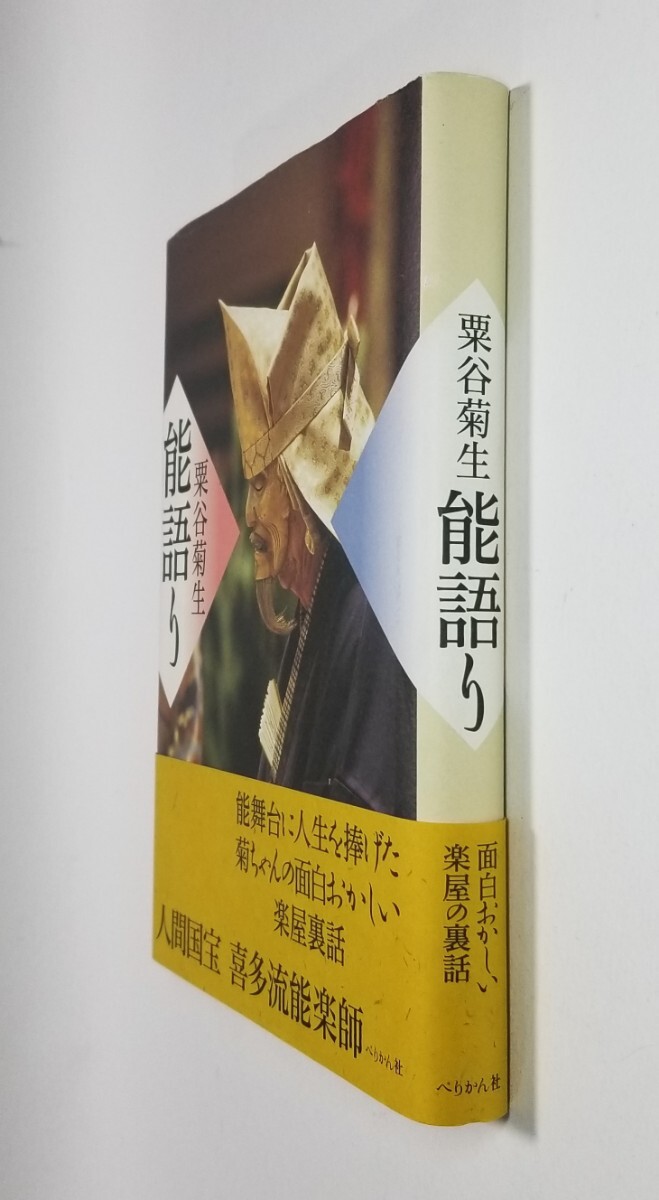 粟谷菊生
能語り
能舞台に人生を捧げた
菊ちゃんの面白おかしい
楽屋裏話
人間国宝 喜多流能楽師
ぺりかん社
粟谷菊生 能語り
面白おかしい
楽屋の裏話
ぺりかん社